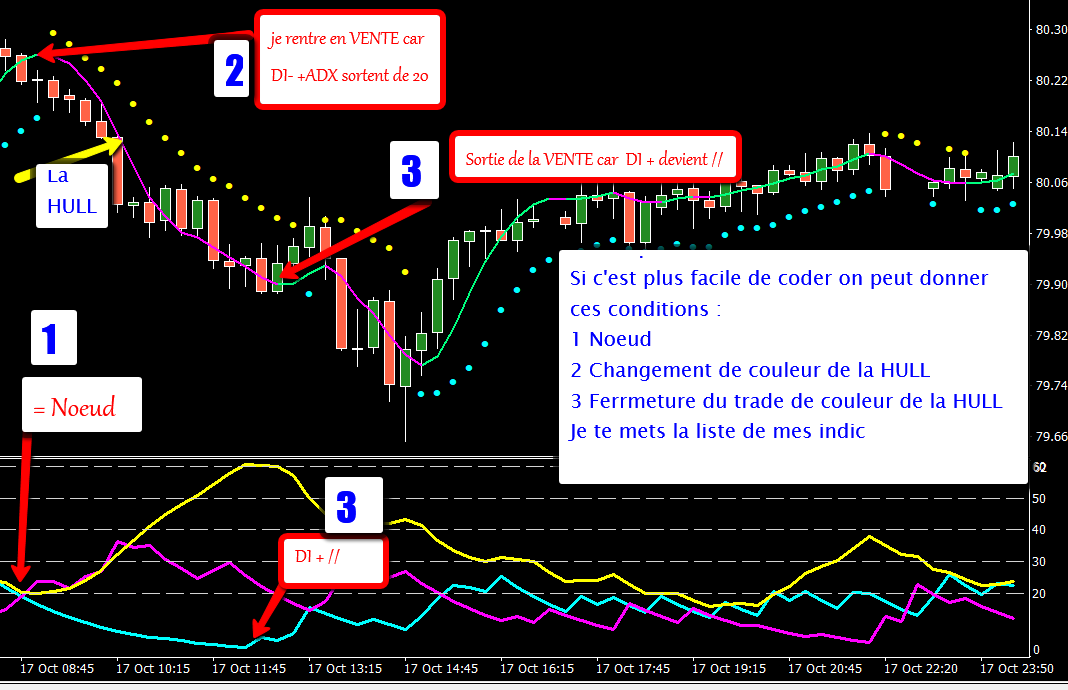 je rentre en VENTE car
DI- +ADX sortent de 20
2
80.30
80.22
80.14
80.06
79.98
79.90
79.82
79.74
79.66
3
Sortie de la VENTE car DI + devient //
La
HULL
Si c'est plus facile de coder on peut donner
ces conditions :
1 Noeud
2 Changement de couleur de la HULL
3 Ferrmeture du trade de couleur de la HULL
Je te mets la liste de mes indic
1
= Noeud
3
DI + //
50
40
30
20
0
17 Oct 08:45
17 Oct 10:15
17 Oct 11:45
17 Oct 13:15
17 Oct 14:45
17 Oct 16:15
17 Oct 17:45
17 Oct 19:15
17 Oct 20:45
17 Oct 22:20
17 Oct 23:50